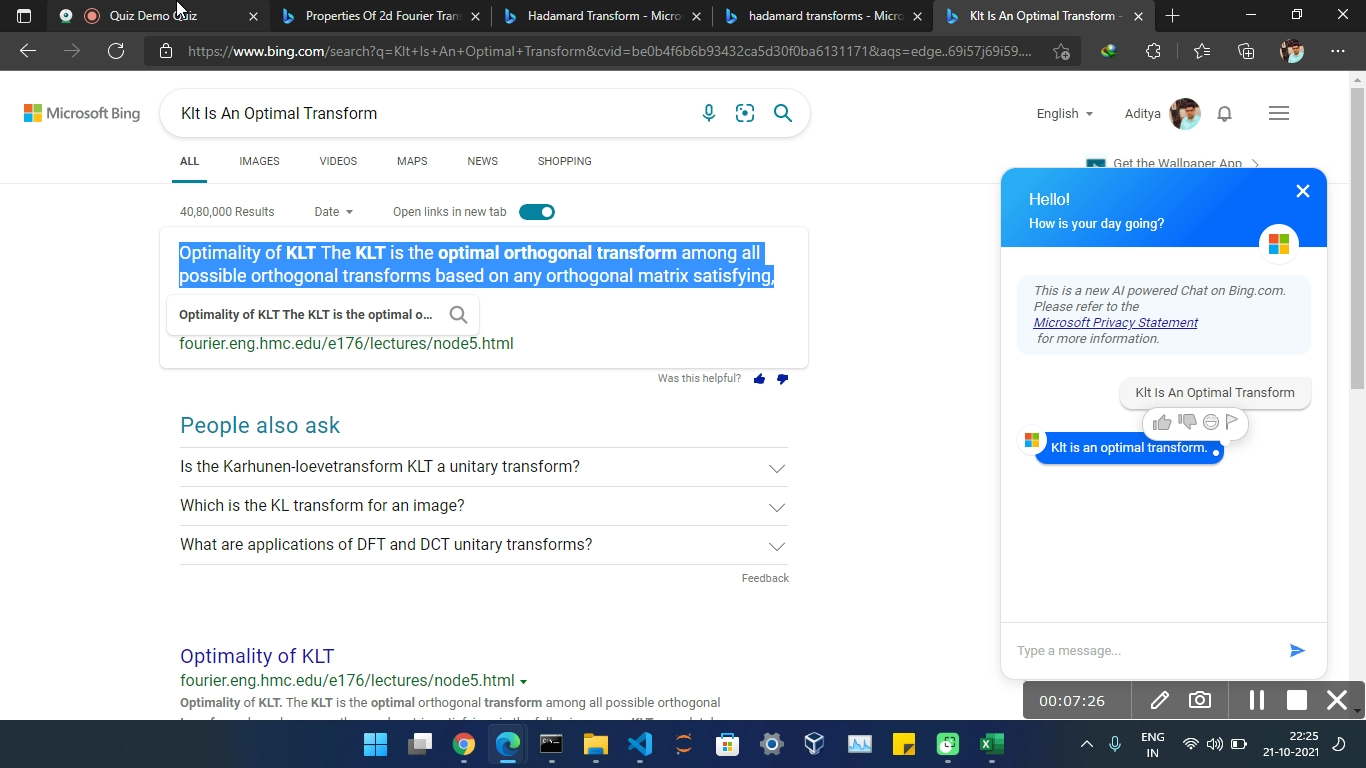 Quiz Demo Quiz
Properties Of 2d Fourier Trans
Hadamard Transform - Micro
hadamard transforms - Micro
Klt Is An Optimal Transform -
https://www.bing.com/search?q=Klt+Is+An+Optimal+Transform&cvid=be0b4f6b6b93432ca5d30f0ba6131171&aqs=edge..69i57j69i59....
Microsoft Bing
Klt Is An Optimal Transform
English
Aditya
ALL
IMAGES
VIDEOS
MAPS
NEWS
SHOPPING
Get the Wallpaper App
40,80,000 Results
Date
Open links in new tab
Optimality of KLT The KLT is the optimal orthogonal transform among all
possible orthogonal transforms based on any orthogonal matrix satisfying,
Optimality of KLT The KLT is the optimal o...
fourier.eng.hmc.edu/e176/lectures/node5.html
Was this helpful?
People also ask
Is the Karhunen-loevetransform KLT a unitary transform?
Which is the KL transform for an image?
What are applications of DFT and DCT unitary transforms?
Feedback
Optimality of KLT
fourier.eng.hmc.edu/e176/lectures/node5.html
Optimality of KLT. The KLT is the optimal orthogonal transform among all possible orthogonal
Hello!
How is your day going?
This is a new AI powered Chat on Bing.com.
Please refer to the
Microsoft Privacy Statement
for more information.
Klt Is An Optimal Transform
Klt is an optimal transform.
Type a message...
00:07:26
ENG
IN
22:25
21-10-2021